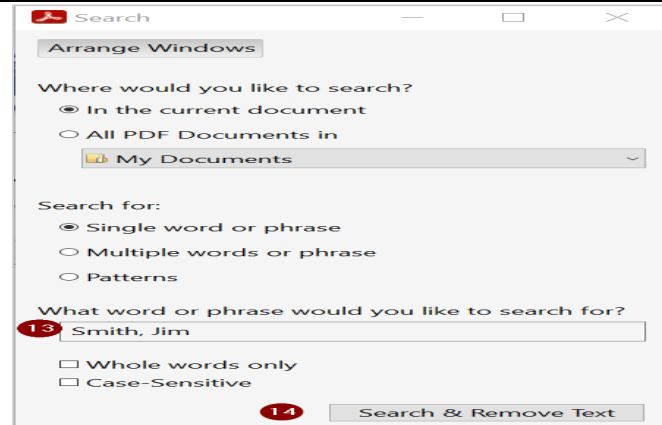 Search
Arrange Windows
Where would you like to search?
In the current document
All PDF Documents in
My Documents
Search for:
Single word or phrase
Multiple words or phrase
Patterns
What word or phrase would you like to search for?
13 Smith, Jim
Whole words only
Case-Sensitive
14 Search & Remove Text